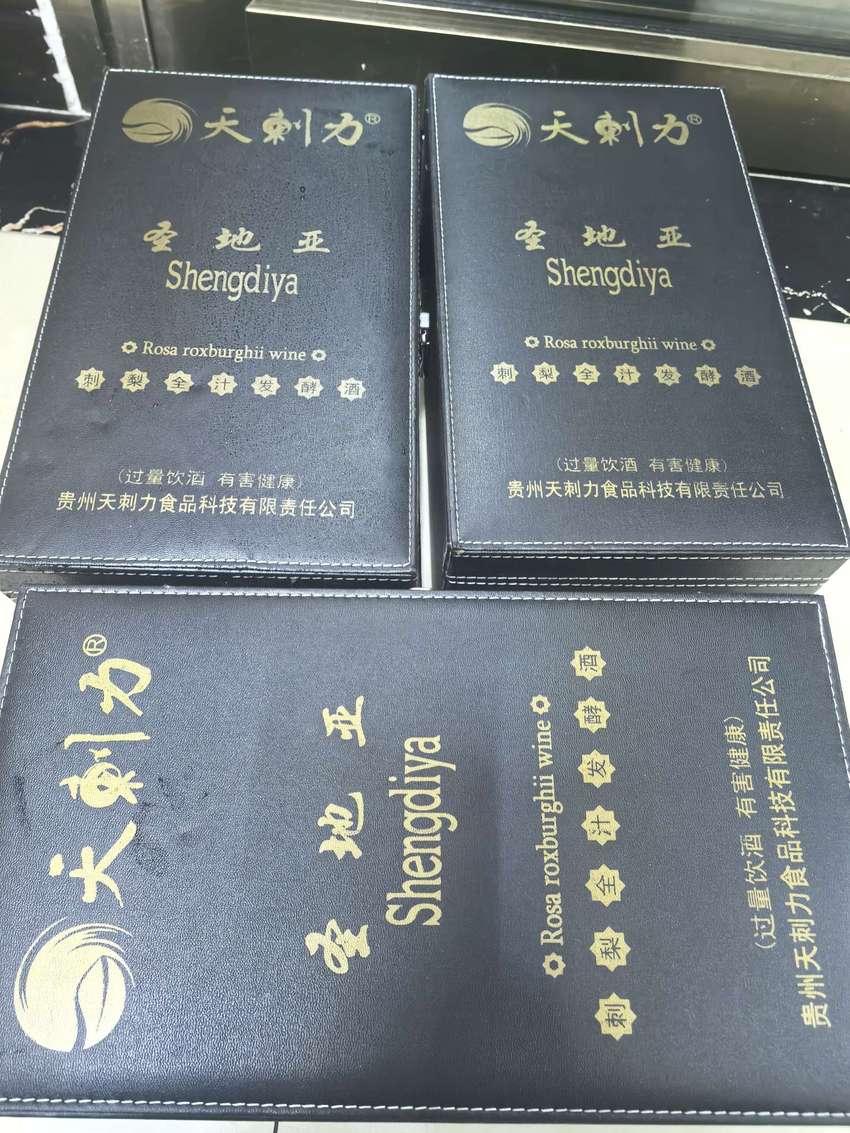 天刺力®
圣地亚
Shengdiya
Rosa roxburghii wine
刺梨全汁发酵酒
(过量饮酒 有害健康)
贵州天刺力食品科技有限责任公司
天刺力®
圣地亚
Shengdiya
Rosa roxburghii wine
刺梨全汁发酵酒
(过量饮酒 有害健康)
贵州天刺力食品科技有限责任公司
天刺力®
圣地亚
Shengdiya
Rosa roxburghii wine
刺梨全汁发酵酒
(过量饮酒 有害健康)
贵州天刺力食品科技有限责任公司